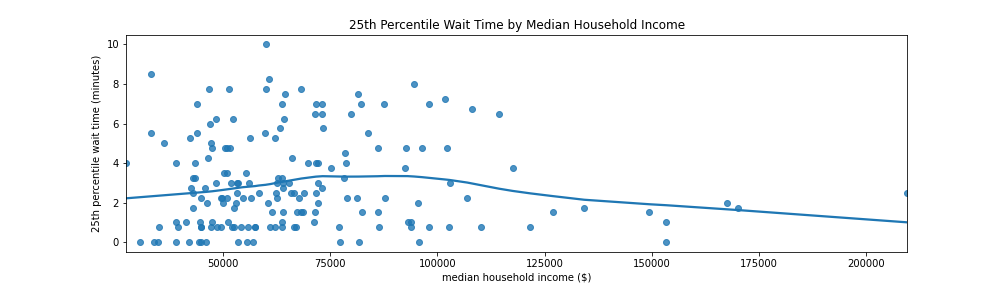 25th Percentile Wait Time by Median Household Income
25th percentile wait time (minutes)
10
8
6
4
2
0
50000 75000 100000 125000 150000 175000 200000
median household income ($)